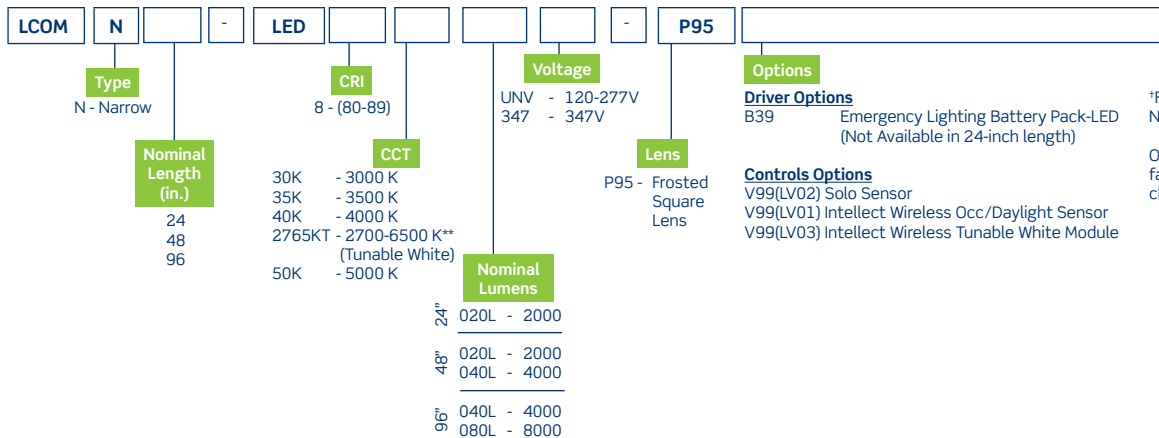 LCOM N - LED - P95
Type
N - Narrow
Nominal
Length
(in.)
24
48
96
CRI
8 - (80-89)
CCT
30K - 3000 K
35K - 3500 K
40K - 4000 K
2765KT - 2700-6500 K**
(Tunable White)
50K - 5000 K
Nominal
Lumens
24" 020L - 2000
48" 020L - 2000
040L - 4000
96" 040L - 4000
080L - 8000
Voltage
UNV - 120-277V
347 - 347V
Lens
P95 - Frosted
Square
Lens
Options
Driver Options
B39 Emergency Lighting Battery Pack-LED
(Not Available in 24-inch length)
Controls Options
V99(LV02) Solo Sensor
V99(LV01) Intellect Wireless Occ/Daylight Sensor
V99(LV03) Intellect Wireless Tunable White Module